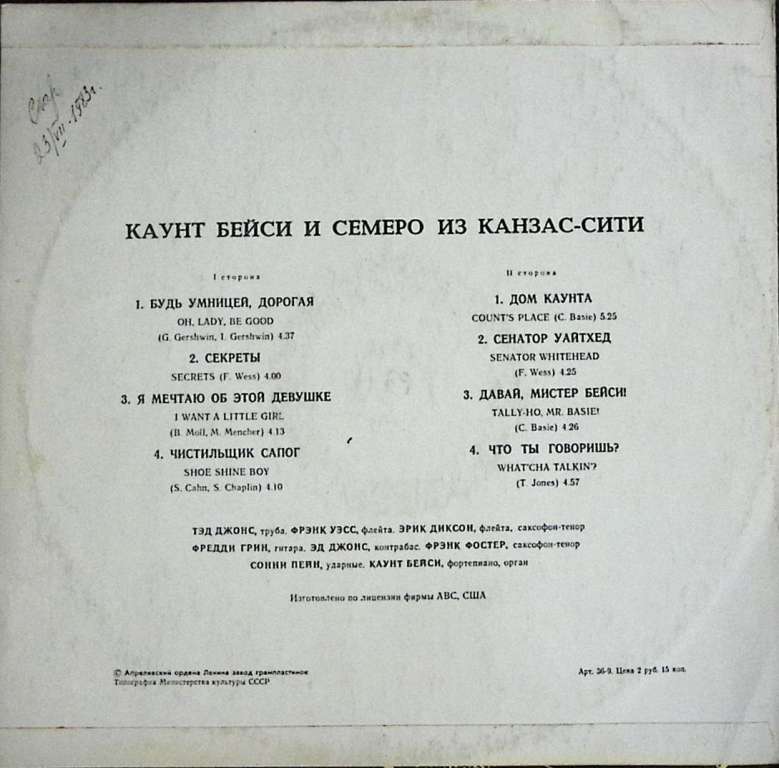 23/VII-1983г.
КАУНТ БЕЙСИ И СЕМЕРО ИЗ КАНЗАС-СИТИ
I сторона
1. БУДЬ УМНИЦЕЙ, ДОРОГАЯ
OH, LADY, BE GOOD
(G. Gershwin, I. Gershwin) 4.37
2. СЕКРЕТЫ
SECRETS (F. Wess) 4.00
3. Я МЕЧТАЮ ОБ ЭТОЙ ДЕВУШКЕ
I WANT A LITTLE GIRL
(B. Moll, M. Mencher) 4.13
4. ЧИСТИЛЬЩИК САПОГ
SHOE SHINE BOY
(S. Cahn, S. Chaplin) 4.10
II сторона
1. ДОМ КАУНТА
COUNT'S PLACE (C. Basie) 5.25
2. СЕНАТОР УАЙТХЕД
SENATOR WHITEHEAD
(F. Wess) 4.25
3. ДАВАЙ, МИСТЕР БЕЙСИ!
TALLY-HO, MR. BASIE!
(C. Basie) 4.26
4. ЧТО ТЫ ГОВОРИШЬ?
WHAT'CHA TALKIN'?
(T. Jones) 4.57
ТЭД ДЖОНС, труба. ФРЭНК УЭСС, флейта. ЭРИК ДИКСОН, флейта, саксофон-тенор
ФРЕДДИ ГРИН, гитара. ЭД ДЖОНС, контрабас. ФРЭНК ФОСТЕР, саксофон-тенор
СОННИ ПЕЙН, ударные. КАУНТ БЕЙСИ, фортепиано, орган
Изготовлено по лицензии фирмы ABC, США
© Апрелевский ордена Ленина завод грампластинок
Типография Министерства культуры СССР
Арт. 36-9. Цена 2 руб. 15 коп.